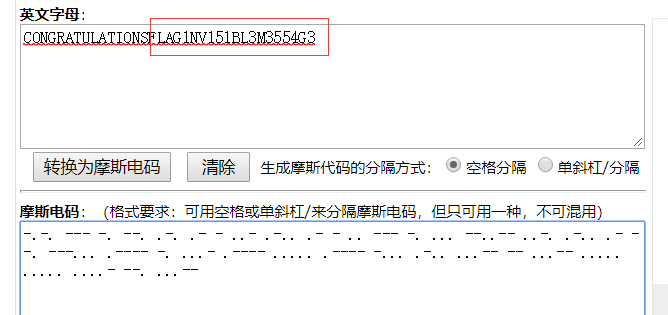 英文字母：
CONGRATULATIONSFLAG1NV151BL3M3554G3
转换为摩斯电码 清除 生成摩斯代码的分隔方式： 空格分隔 单斜杠/分隔
摩斯电码：（格式要求：可用空格或单斜杠/来分隔摩斯电码，但只可用一种，不可混用）
-.-. --- -. --. .-. .- - ..- .-.. .- - .. --- -. ... --..-- ..-. .-.. .- -
-. ---... .---- -. ...- .---- ..... .---- -... .-.. ...-- -- ...-- .....
..... ....- --. ...--